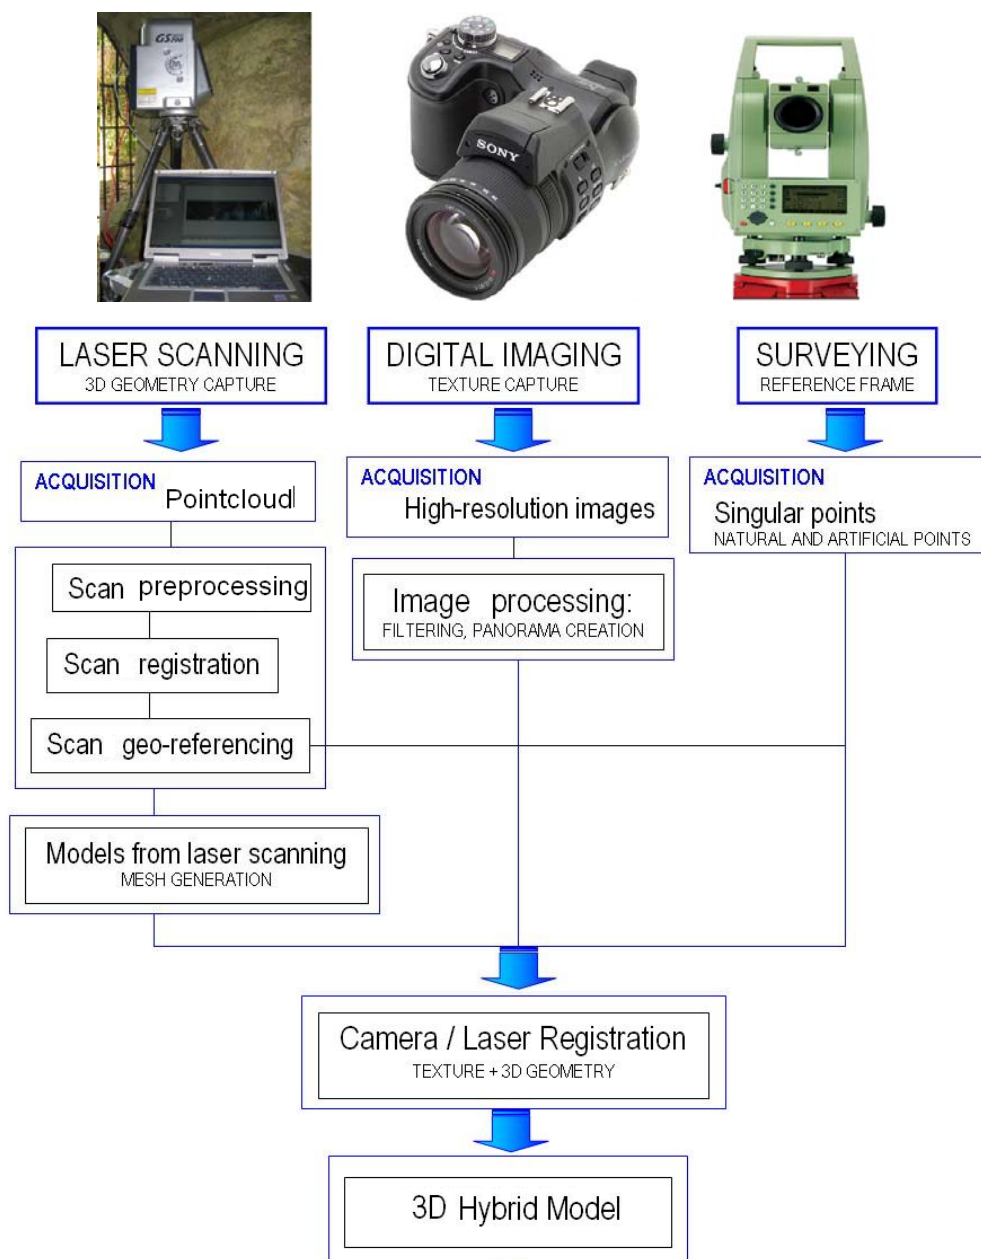 SONY
LASER SCANNING
3D GEOMETRY CAPTURE
DIGITAL IMAGING
TEXTURE CAPTURE
SURVEYING
REFERENCE FRAME
ACQUISITION
Pointcloud
ACQUISITION
High-resolution images
ACQUISITION
Singular points
NATURAL AND ARTIFICIAL POINTS
Scan preprocessing
Scan registration
Scan geo-referencing
Image processing:
FILTERING, PANORAMA CREATION
Models from laser scanning
MESH GENERATION
Camera / Laser Registration
TEXTURE + 3D GEOMETRY
3D Hybrid Model